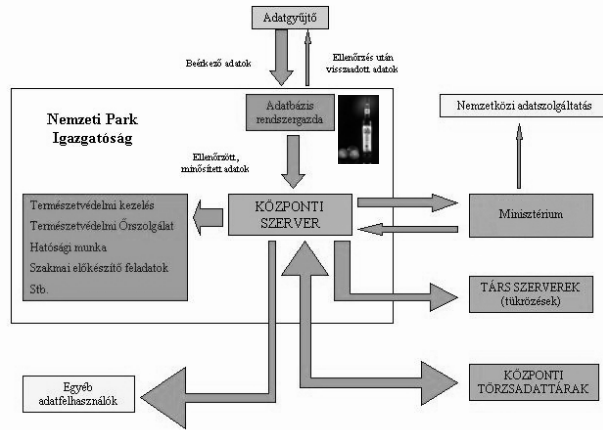 Adatgyűjtő
Beérkező adatok
Ellenőrzés után
visszaadott adatok
Nemzeti Park
Igazgatóság
Adatbázis
rendszergazda
Nemzetközi adatszolgáltatás
Ellenőrzött,
minősített adatok
Természetvédelmi kezelés
Természetvédelmi Őrszolgálat
Hatósági munka
Szakmai előkészítő feladatok
Stb.
KÖZPONTI
SZERVER
Minisztérium
TÁRS SZERVEREK
(tükrözések)
Egyéb
adatfelhasználók
KÖZPONTI
TÖRZSADATTÁRAK